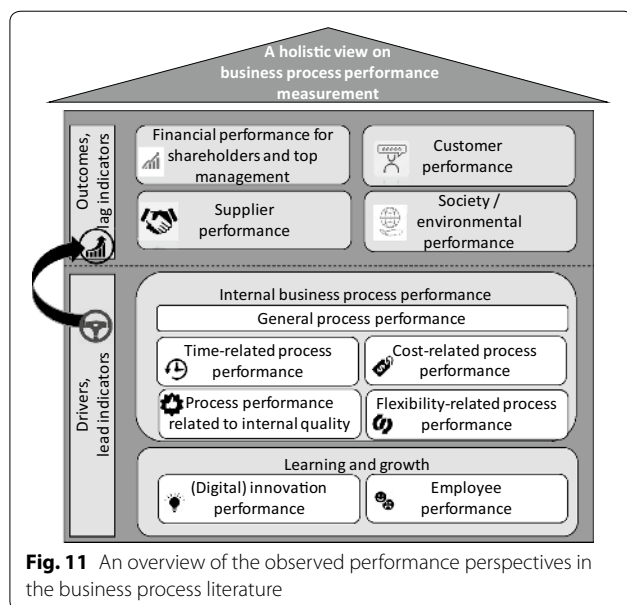 A holistic view on
business process performance
measurement
Outcomes,
lag indicators
Financial performance for
shareholders and top
management
Customer
performance
Supplier
performance
Society /
environmental
performance
Drivers,
lead indicators
Internal business process performance
General process performance
Time-related process
performance
Cost-related process
performance
Process performance
related to internal quality
Flexibility-related process
performance
Learning and growth
(Digital) innovation
performance
Employee
performance
Fig. 11 An overview of the observed performance perspectives in
the business process literature